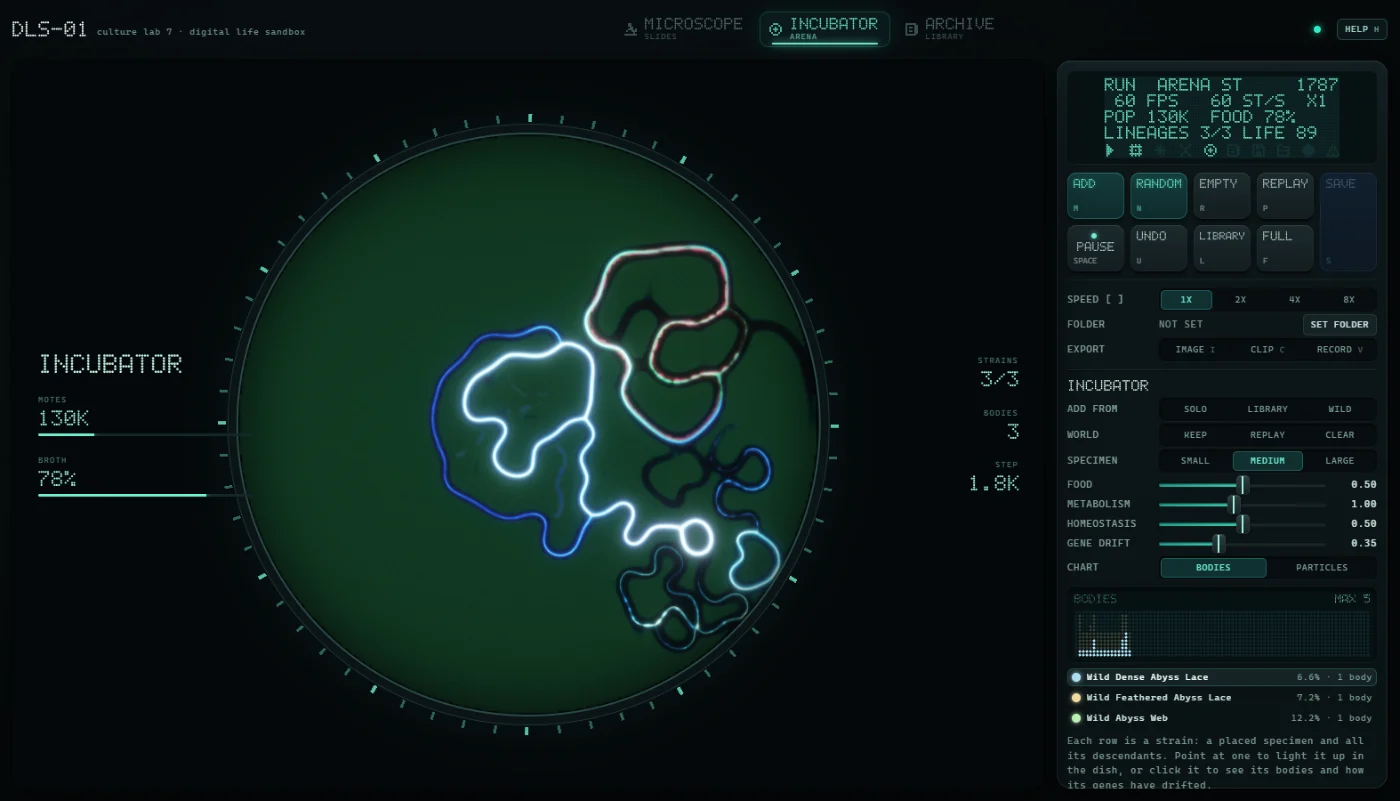 DLS-01 culture lab 7 · digital life sandbox
MICROSCOPE
SLIDES
INCUBATOR
ARENA
ARCHIVE
LIBRARY
HELP H
INCUBATOR
MOTES
130K
BROTH
78%
STRAINS
3/3
BODIES
3
STEP
1.8K
RUN ARENA ST 1787
60 FPS 60 ST/S X1
POP 130K FOOD 78%
LINEAGES 3/3 LIFE 89
ADD RANDOM EMPTY REPLAY SAVE
M N R P
PAUSE UNDO LIBRARY FULL
SPACE U L F S
SPEED [ ] 1X 2X 4X 8X
FOLDER NOT SET SET FOLDER
EXPORT IMAGE I CLIP C RECORD V
INCUBATOR
ADD FROM SOLO LIBRARY WILD
WORLD KEEP REPLAY CLEAR
SPECIMEN SMALL MEDIUM LARGE
FOOD 0.50
METABOLISM 1.00
HOMEOSTASIS 0.50
GENE DRIFT 0.35
CHART BODIES PARTICLES
BODIES MAX 5
Wild Dense Abyss Lace 6.6% · 1 body
Wild Feathered Abyss Lace 7.2% · 1 body
Wild Abyss Web 12.2% · 1 body
Each row is a strain: a placed specimen and all
its descendants. Point at one to light it up in
the dish, or click it to see its bodies and how
its genes have drifted.